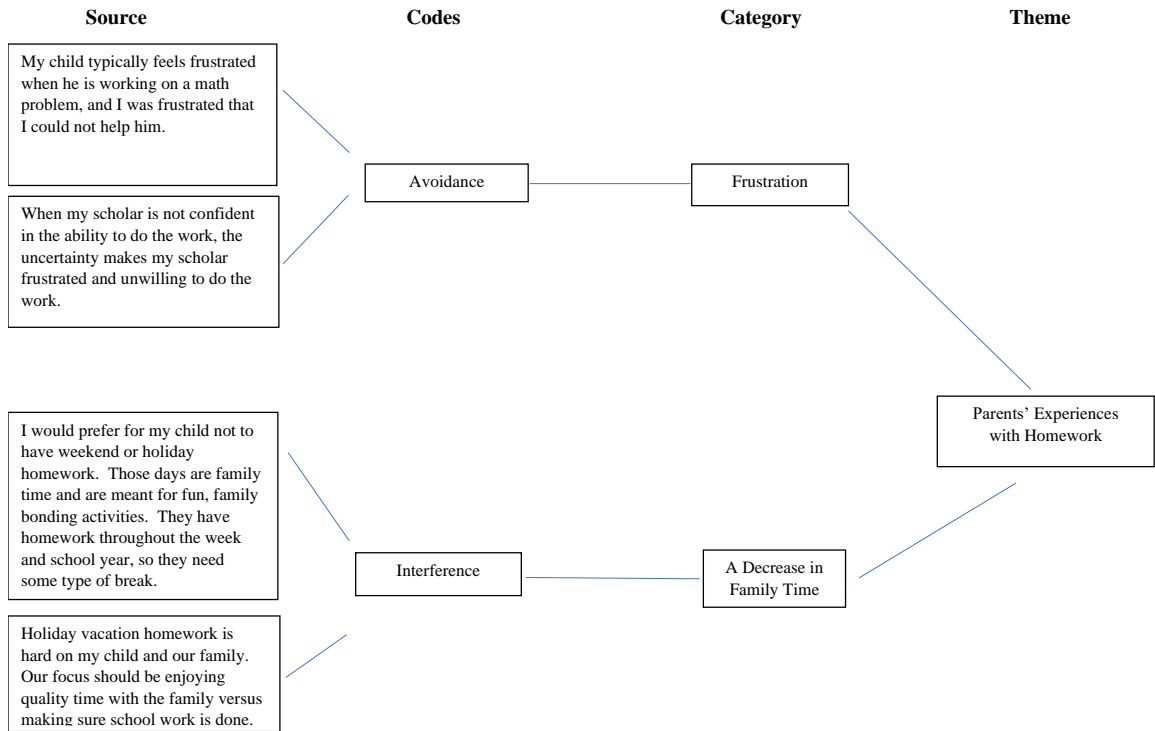 Source Codes Category Theme
My child typically feels frustrated
when he is working on a math
problem, and I was frustrated that
I could not help him.
Avoidance
Frustration
When my scholar is not confident
in the ability to do the work, the
uncertainty makes my scholar
frustrated and unwilling to do the
work.
Parents’ Experiences
with Homework
I would prefer for my child not to
have weekend or holiday
homework.  Those days are family
time and are meant for fun, family
bonding activities.  They have
homework throughout the week
and school year, so they need
some type of break.
Interference
A Decrease in
Family Time
Holiday vacation homework is
hard on my child and our family.
Our focus should be enjoying
quality time with the family versus
making sure school work is done.